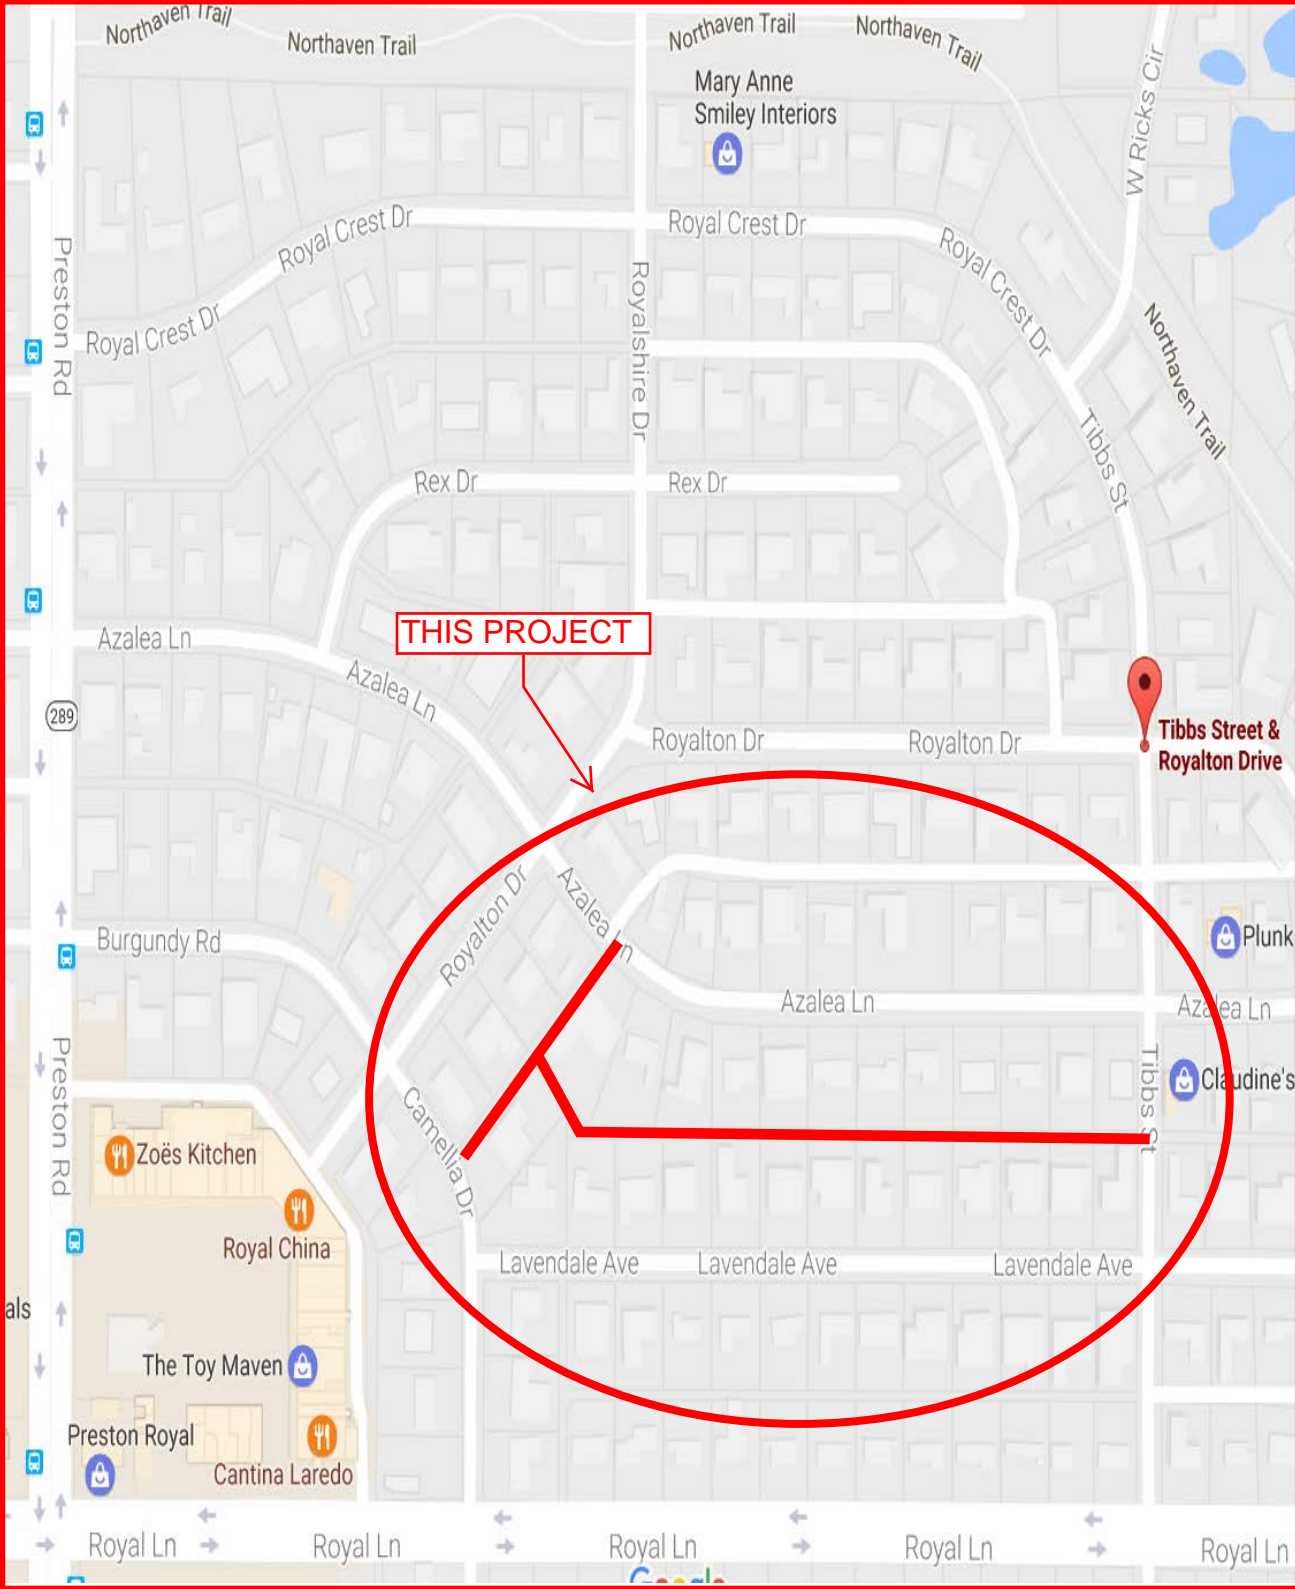 Northaven Trail
Northaven Trail
Northaven Trail
Northaven Trail
Mary Anne
Smiley Interiors
W Ricks Cir
Royal Crest Dr
Royal Crest Dr
Royal Crest Dr
Royal Crest Dr
Preston Rd
Royalshire Dr
Northaven Trail
Tibbs St
Rex Dr
Rex Dr
THIS PROJECT
Azalea Ln
Azalea Ln
289
Royalton Dr
Royalton Dr
Tibbs Street &
Royalton Drive
Royalton Dr
Azalea Ln
Burgundy Rd
Plunk
Azalea Ln
Azalea Ln
Preston Rd
Camellia Dr
Tibbs St
Claudine's
Zoës Kitchen
Royal China
Lavendale Ave
Lavendale Ave
Lavendale Ave
als
The Toy Maven
Preston Royal
Cantina Laredo
Royal Ln
Royal Ln
Royal Ln
Royal Ln
Royal Ln
Google